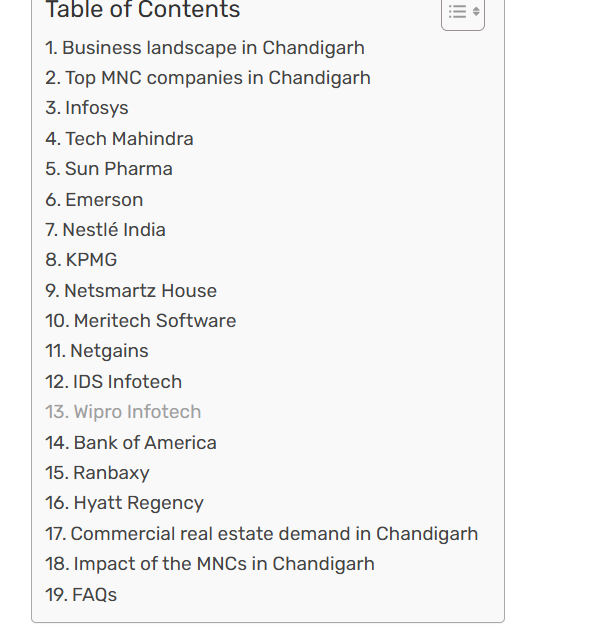 Table of Contents
1. Business landscape in Chandigarh
2. Top MNC companies in Chandigarh
3. Infosys
4. Tech Mahindra
5. Sun Pharma
6. Emerson
7. Nestlé India
8. KPMG
9. Netsmartz House
10. Meritech Software
11. Netgains
12. IDS Infotech
13. Wipro Infotech
14. Bank of America
15. Ranbaxy
16. Hyatt Regency
17. Commercial real estate demand in Chandigarh
18. Impact of the MNCs in Chandigarh
19. FAQs